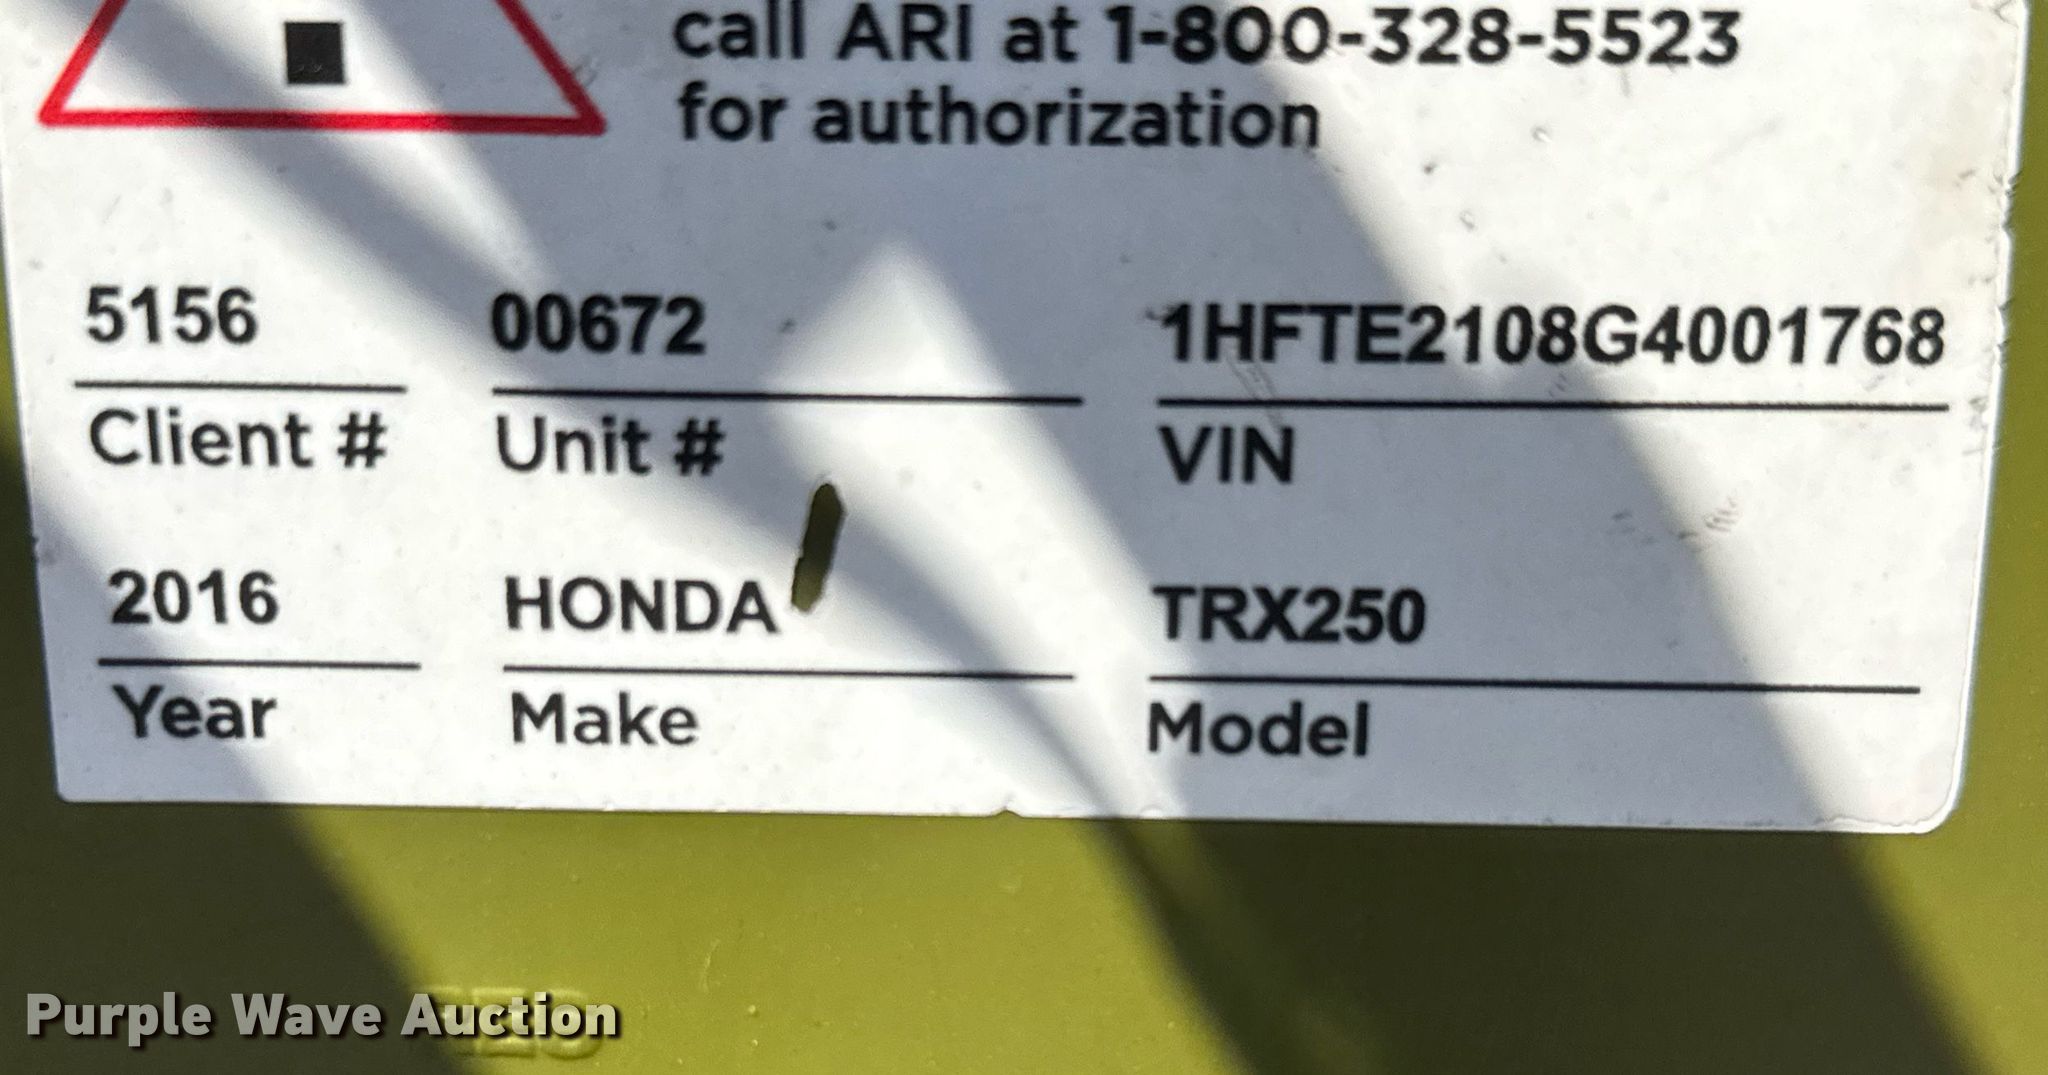 call ARI at 1-800-328-5523
for authorization
5156 00672 1HFTE2108G4001768
Client # Unit # VIN
2016 HONDA TRX250
Year Make Model
Purple Wave Auction